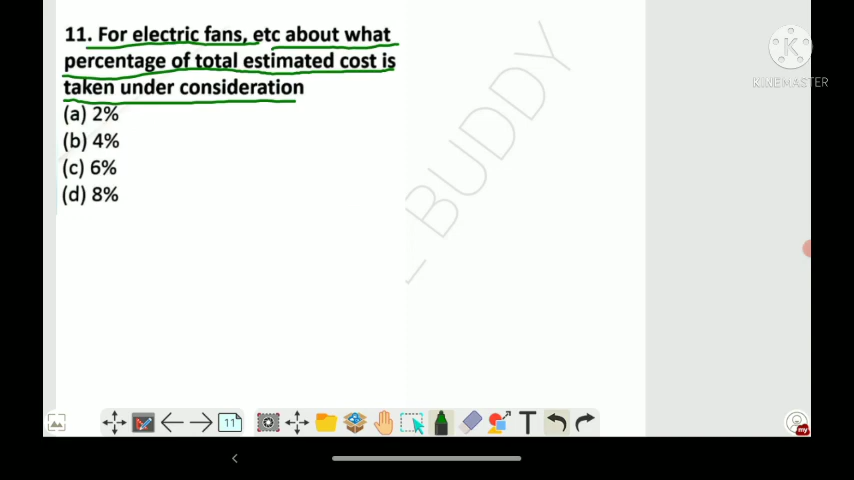 11. For electric fans, etc about what
percentage of total estimated cost is
taken under consideration
(a) 2%
(b) 4%
(c) 6%
(d) 8%
– BUDDY
KINEMASTER
11
T
my